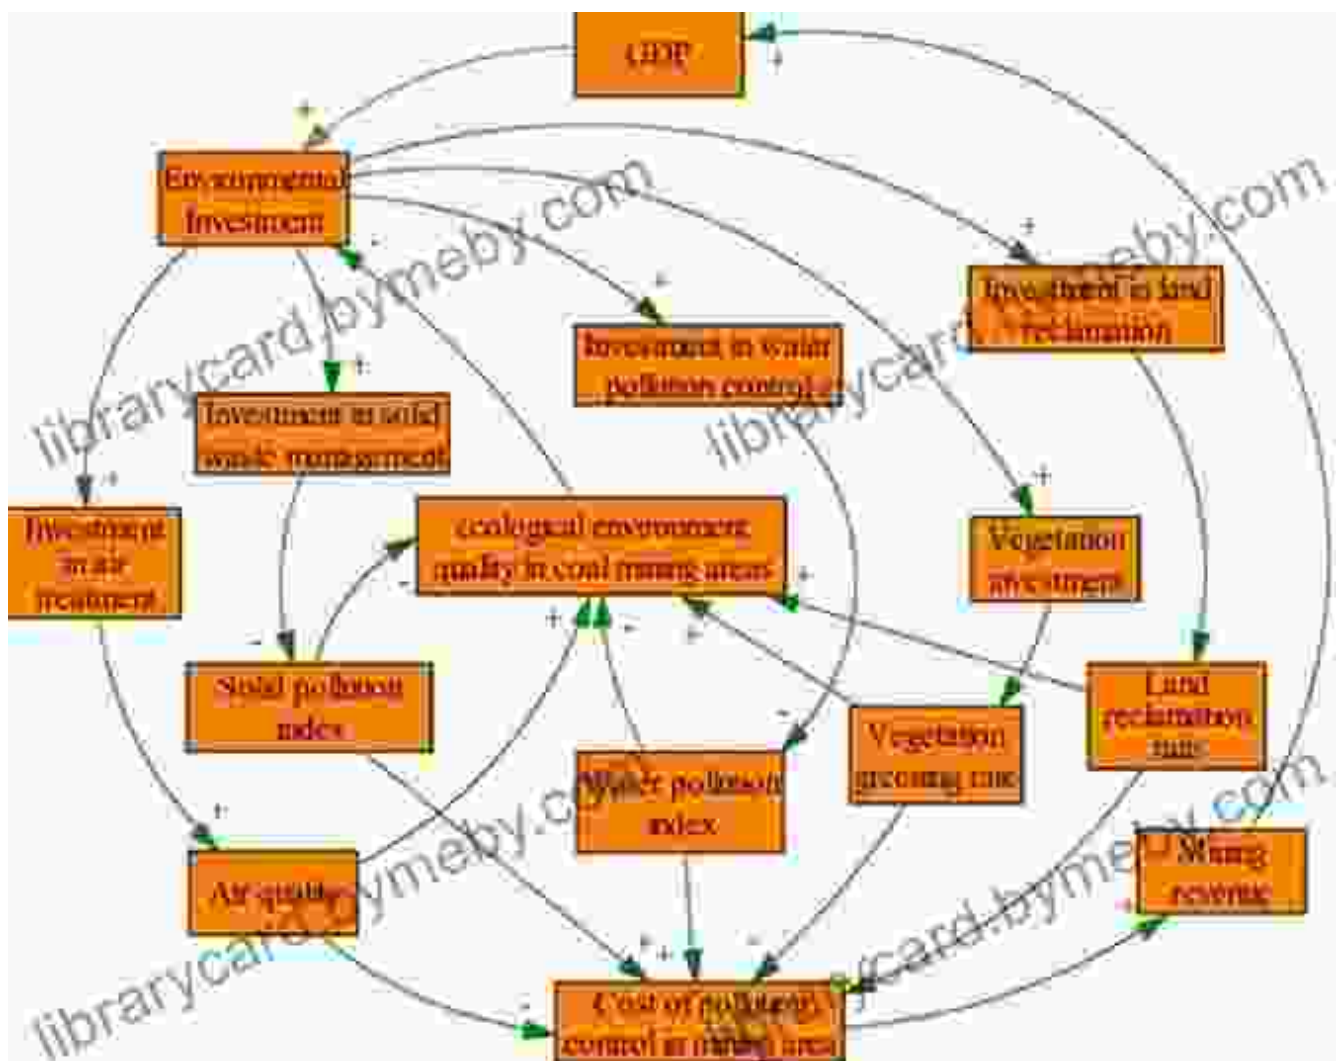 GDP
Environmental
Investment
Investment in land
reclamation
Investment in water
pollution control
Investment in solid
waste management
Investment
in air
treatment
ecological environment
quality in coal mining areas
Vegetation
investment
Solid pollution
index
Land
reclamation
rate
Vegetation
greening rate
Water pollution
index
Air quality
Mining
revenue
Cost of pollution
control in mining area
librarycard.bymeby.com
librarycard.bymeby.com
librarycard.bymeby.com
librarycard.bymeby.com